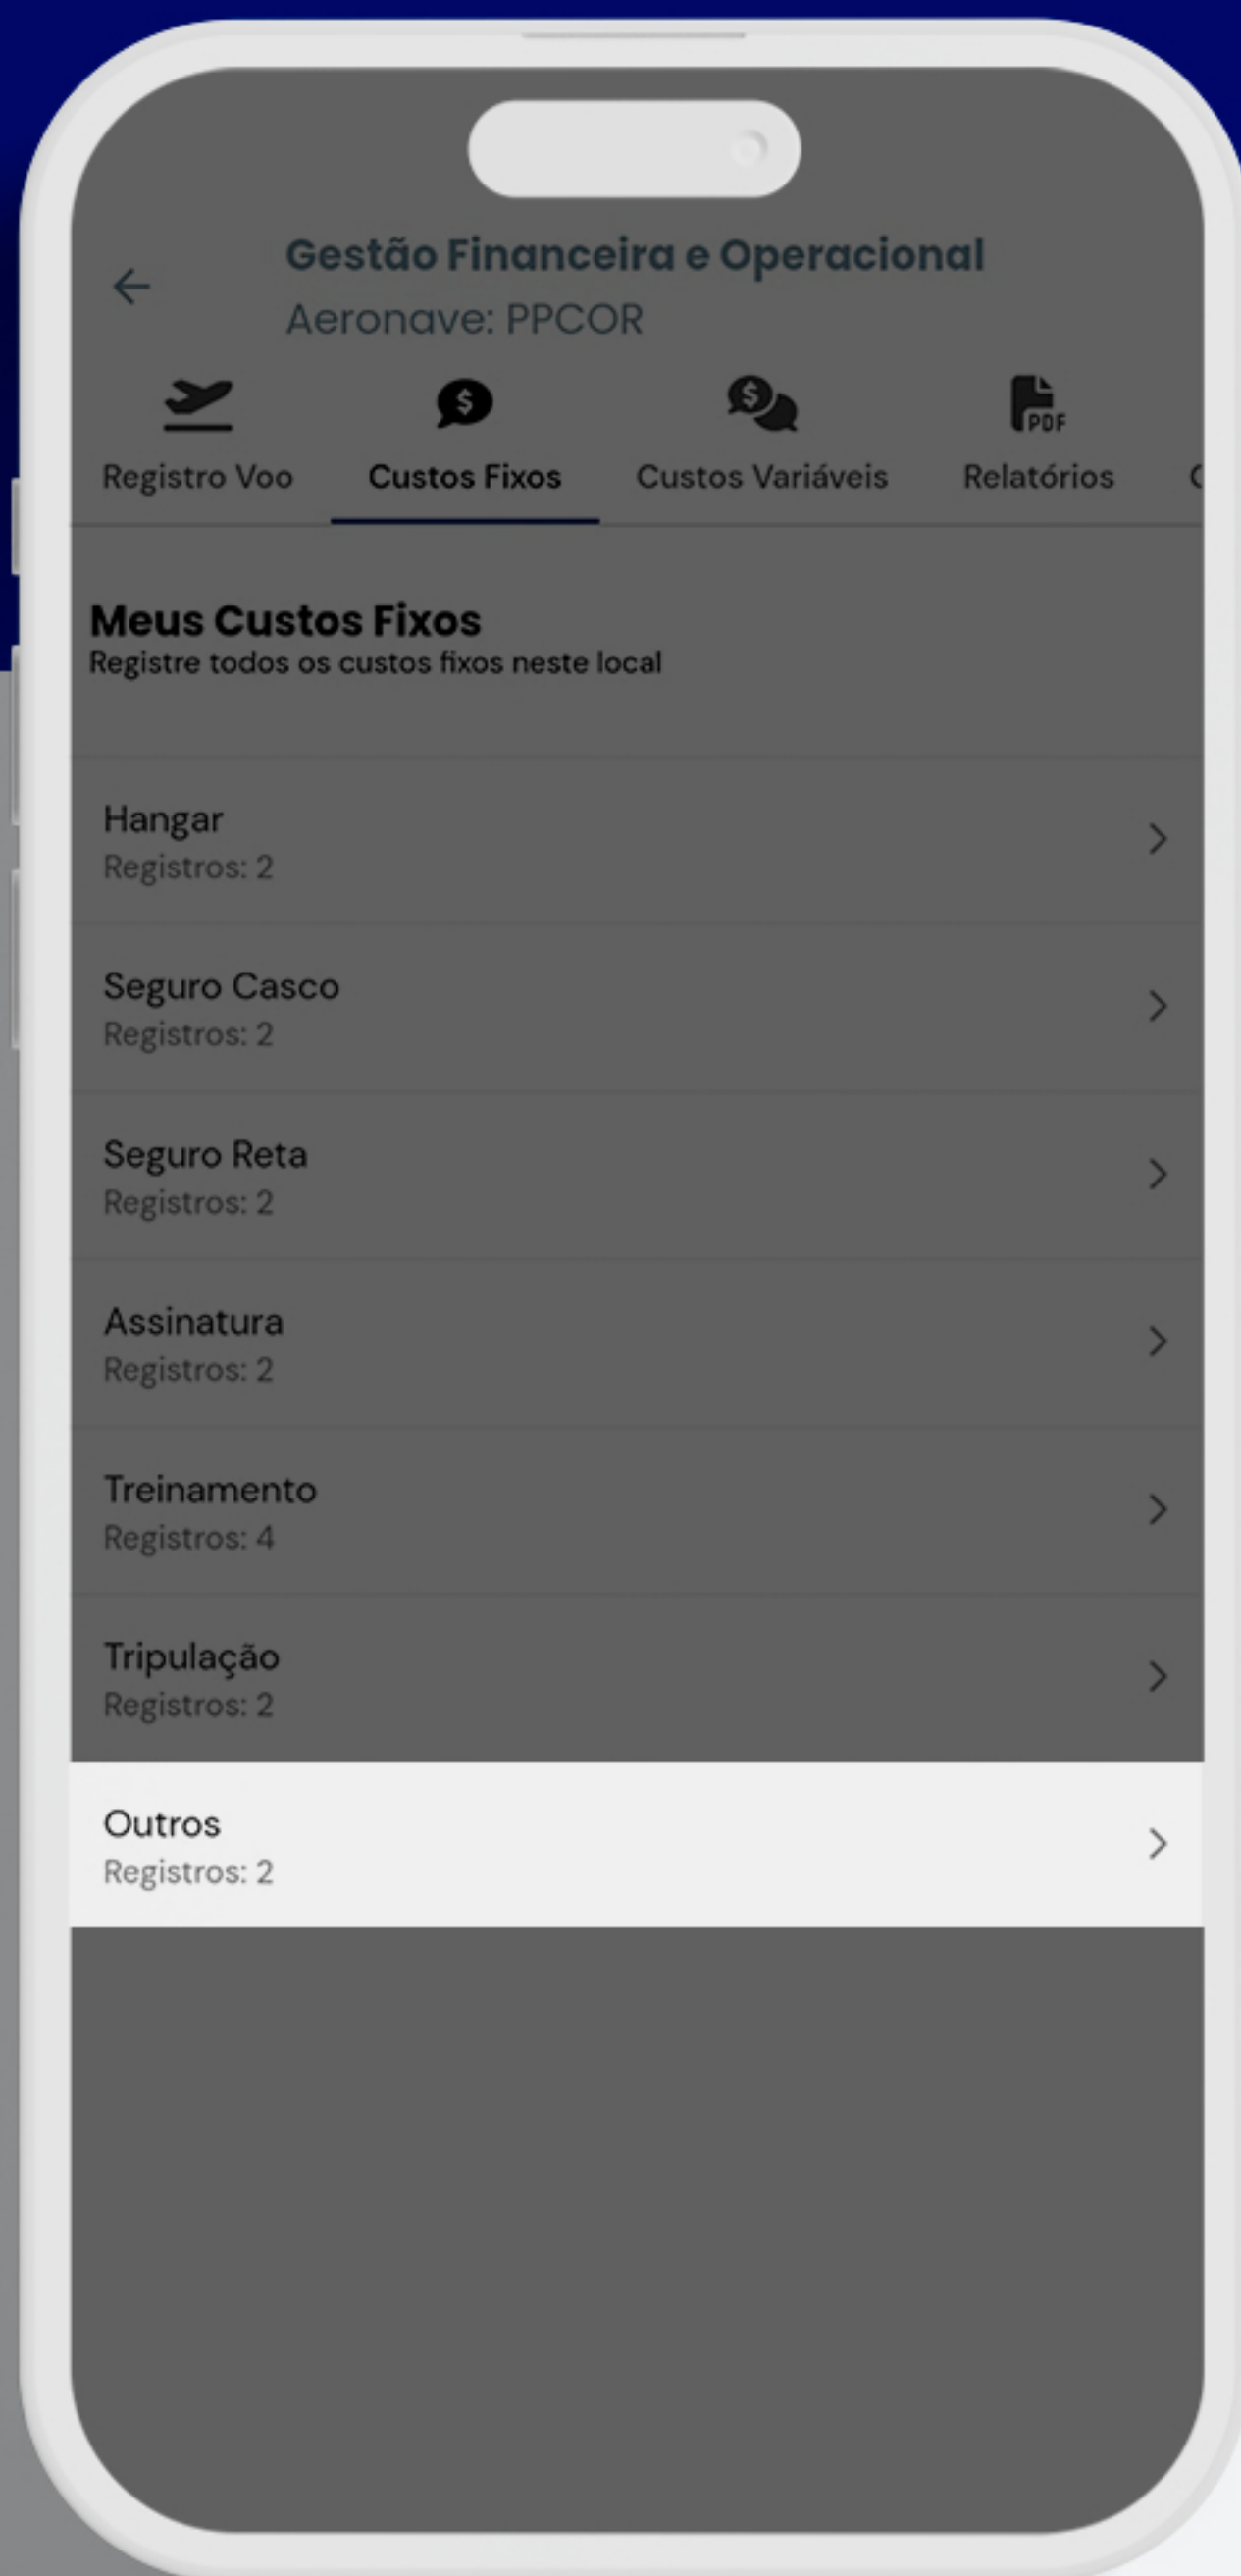 Gestão Financeira e Operacional
Aeronave: PPCOR
Registro Voo
Custos Fixos
Custos Variáveis
PDF
Relatórios
Meus Custos Fixos
Registre todos os custos fixos neste local
Hangar
Registros: 2
Seguro Casco
Registros: 2
Seguro Reta
Registros: 2
Assinatura
Registros: 2
Treinamento
Registros: 4
Tripulação
Registros: 2
Outros
Registros: 2